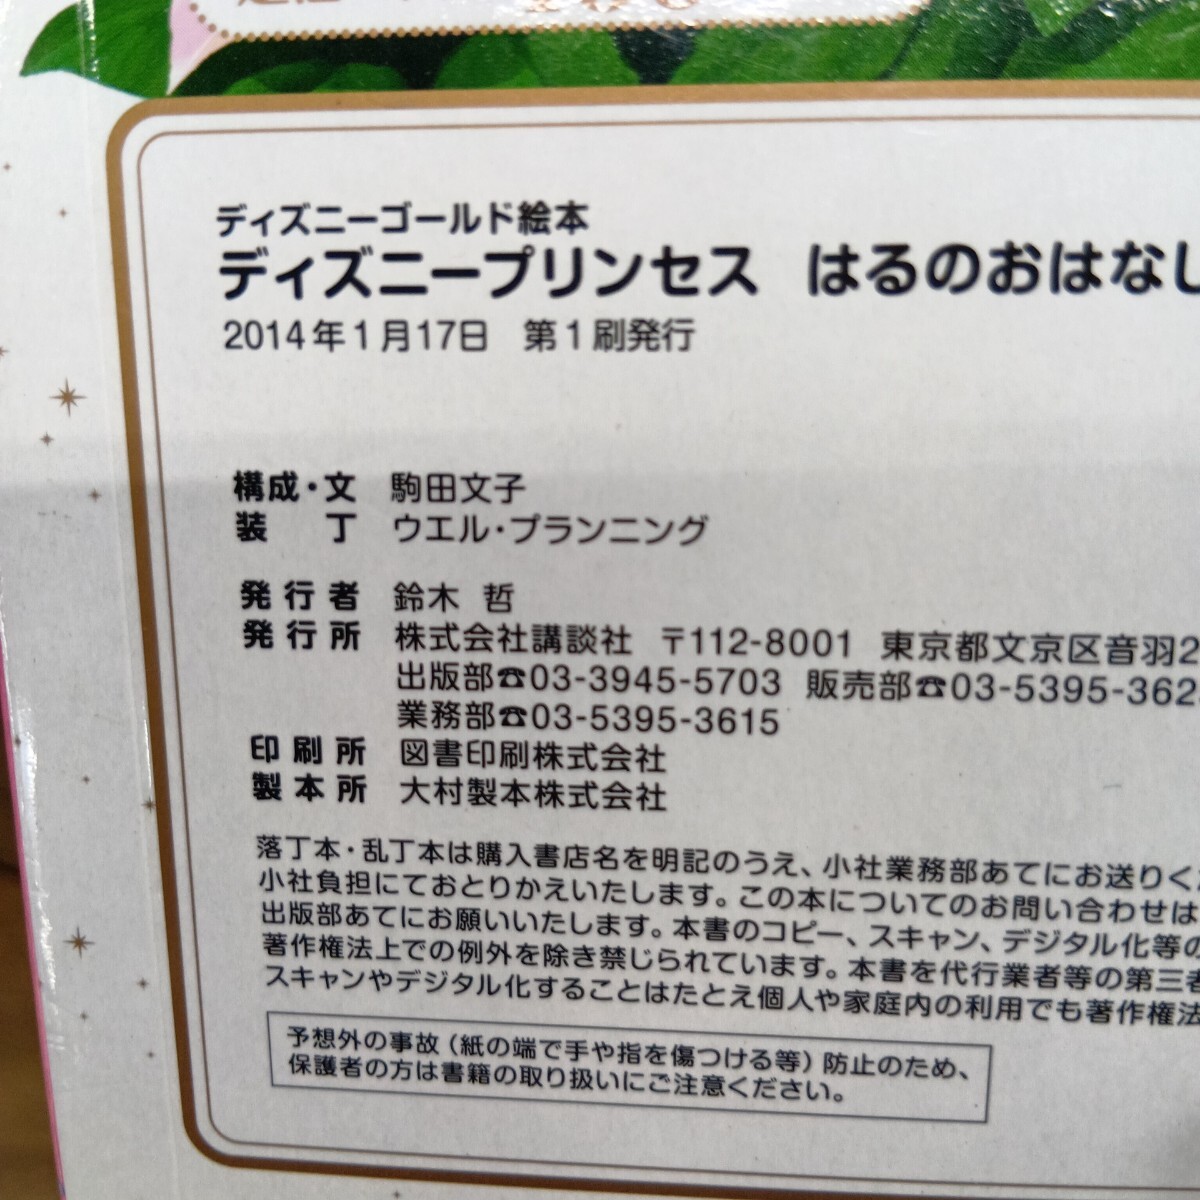 ディズニーゴールド絵本
ディズニープリンセス はるのおはなし
2014年1月17日 第1刷発行
構成・文 駒田文子
装丁 ウエル・プランニング
発行者 鈴木 哲
発行所 株式会社講談社 〒112-8001 東京都文京区音羽2
出版部☎03-3945-5703 販売部☎03-5395-362
業務部☎03-5395-3615
印刷所 図書印刷株式会社
製本所 大村製本株式会社
落丁本・乱丁本は購入書店名を明記のうえ、小社業務部あてにお送りく
小社負担にておとりかえいたします。この本についてのお問い合わせは
出版部あてにお願いいたします。本書のコピー、スキャン、デジタル化等の
著作権法上での例外を除き禁じられています。本書を代行業者等の第三者
スキャンやデジタル化することはたとえ個人や家庭内の利用でも著作権法
予想外の事故（紙の端で手や指を傷つける等）防止のため、
保護者の方は書籍の取り扱いにご注意ください。